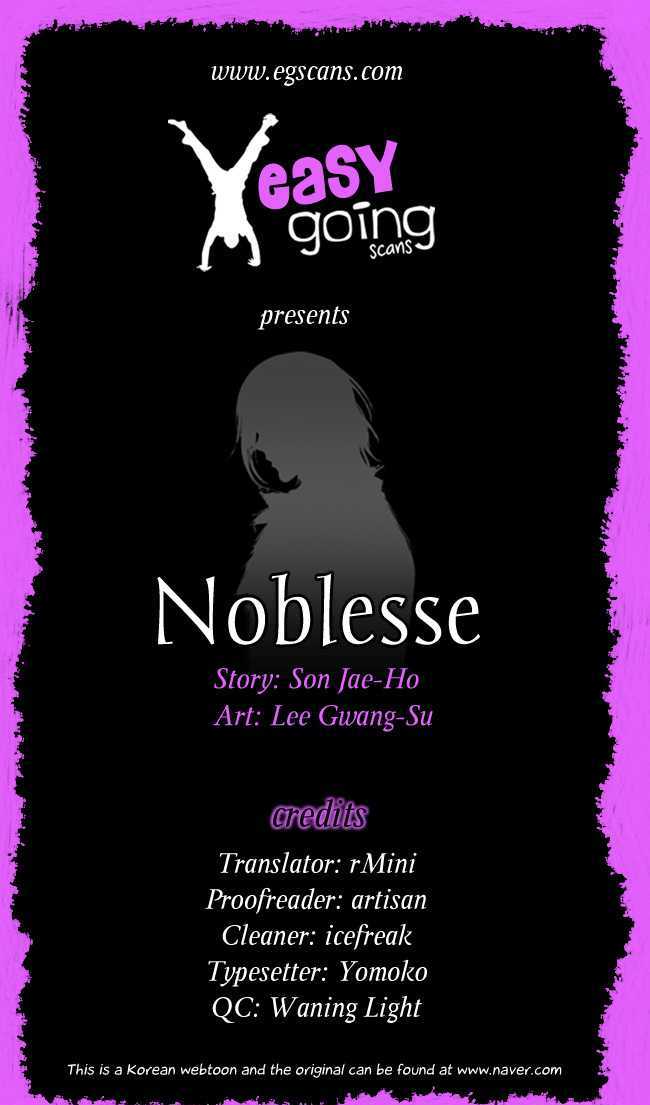 www.egscans.com
easy
going
scans
presents
Noblesse
Story: Son Jae-Ho
Art: Lee Gwang-Su
credits
Translator: rMini
Proofreader: artisan
Cleaner: icefreak
Typesetter: Yomoko
QC: Waning Light
This is a Korean webtoon and the original can be found at www.naver.com